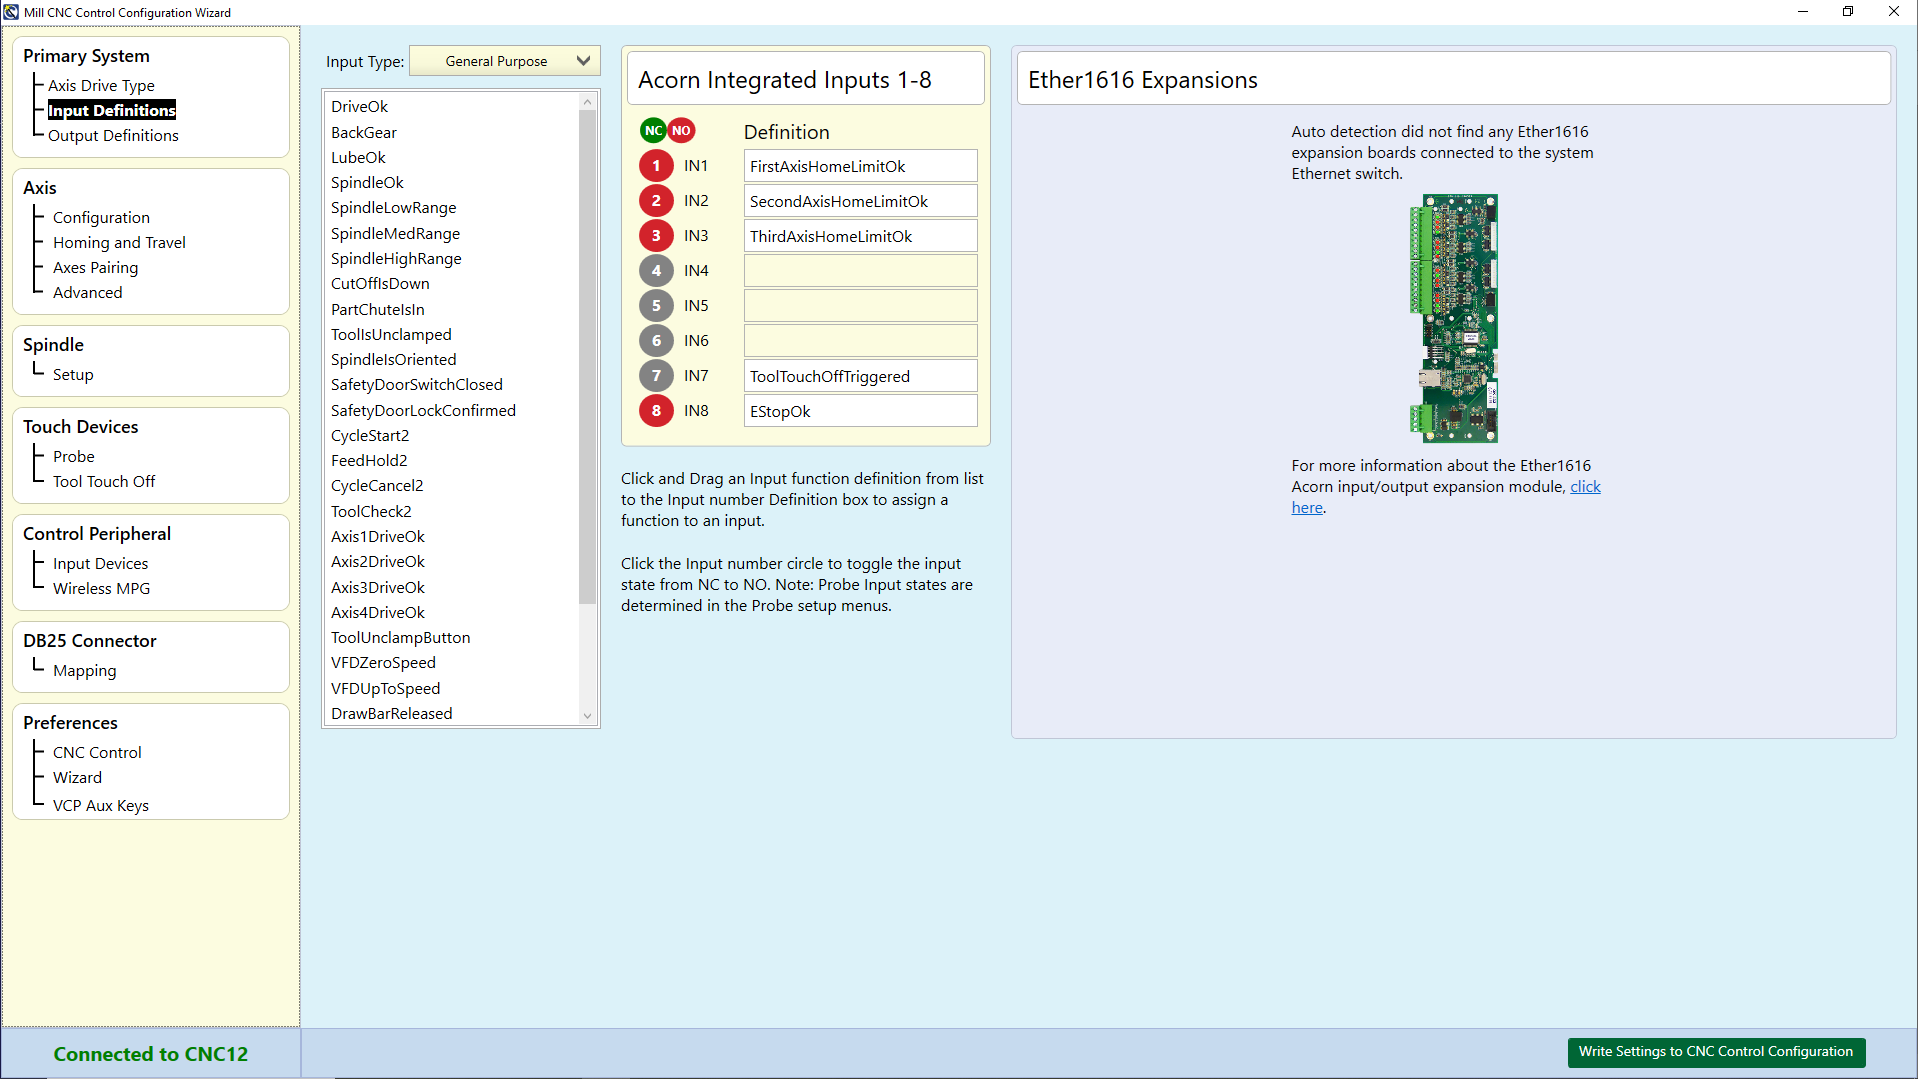 Mill CNC Control Configuration Wizard
Primary System
Axis Drive Type
Input Definitions
Output Definitions
Axis
Configuration
Homing and Travel
Axes Pairing
Advanced
Spindle
Setup
Touch Devices
Probe
Tool Touch Off
Control Peripheral
Input Devices
Wireless MPG
DB25 Connector
Mapping
Preferences
CNC Control
Wizard
VCP Aux Keys
Connected to CNC12
Input Type: General Purpose
DriveOk
BackGear
LubeOk
SpindleOk
SpindleLowRange
SpindleMedRange
SpindleHighRange
CutOffIsDown
PartChuteIsIn
ToolIsUnclamped
SpindleIsOriented
SafetyDoorSwitchClosed
SafetyDoorLockConfirmed
CycleStart2
FeedHold2
CycleCancel2
ToolCheck2
Axis1DriveOk
Axis2DriveOk
Axis3DriveOk
Axis4DriveOk
ToolUnclampButton
VFDZeroSpeed
VFDUpToSpeed
DrawBarReleased
Acorn Integrated Inputs 1-8
NC NO Definition
1 IN1 FirstAxisHomeLimitOk
2 IN2 SecondAxisHomeLimitOk
3 IN3 ThirdAxisHomeLimitOk
4 IN4
5 IN5
6 IN6
7 IN7 ToolTouchOffTriggered
8 IN8 EStopOk
Click and Drag an Input function definition from list
to the Input number Definition box to assign a
function to an input.
Click the Input number circle to toggle the input
state from NC to NO. Note: Probe Input states are
determined in the Probe setup menus.
Ether1616 Expansions
Auto detection did not find any Ether1616
expansion boards connected to the system
Ethernet switch.
For more information about the Ether1616
Acorn input/output expansion module, click
here.
Write Settings to CNC Control Configuration